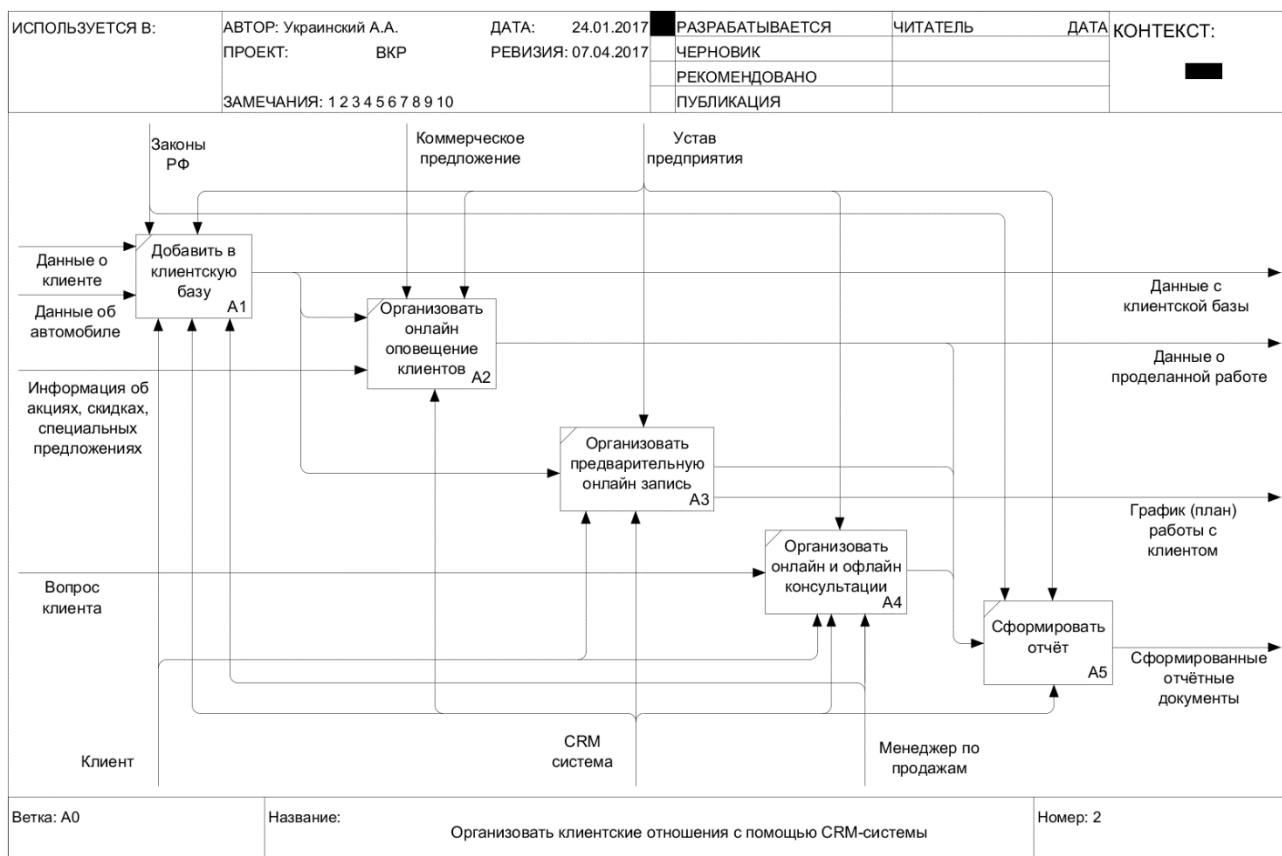 ИСПОЛЬЗУЕТСЯ В:
АВТОР: Украинский А.А.
ДАТА: 24.01.2017
РАЗРАБАТЫВАЕТСЯ
ЧИТАТЕЛЬ
ДАТА
КОНТЕКСТ:
ПРОЕКТ: ВКР
РЕВИЗИЯ: 07.04.2017
ЧЕРНОВИК
РЕКОМЕНДОВАНО
ЗАМЕЧАНИЯ: 1 2 3 4 5 6 7 8 9 10
ПУБЛИКАЦИЯ
Законы
РФ
Коммерческое
предложение
Устав
предприятия
Добавить в
клиентскую
базу
A1
Данные о
клиенте
Данные об
автомобиле
Данные с
клиентской базы
Организовать
онлайн
оповещение
клиентов
A2
Данные о
проделанной работе
Информация об
акциях, скидках,
специальных
предложениях
Организовать
предварительную
онлайн запись
A3
График (план)
работы с
клиентом
Организовать
онлайн и офлайн
консультации
A4
Вопрос
клиента
Сформировать
отчёт
A5
Сформированные
отчётные
документы
Клиент
CRM
система
Менеджер по
продажам
Ветка: A0
Название:
Организовать клиентские отношения с помощью CRM-системы
Номер: 2